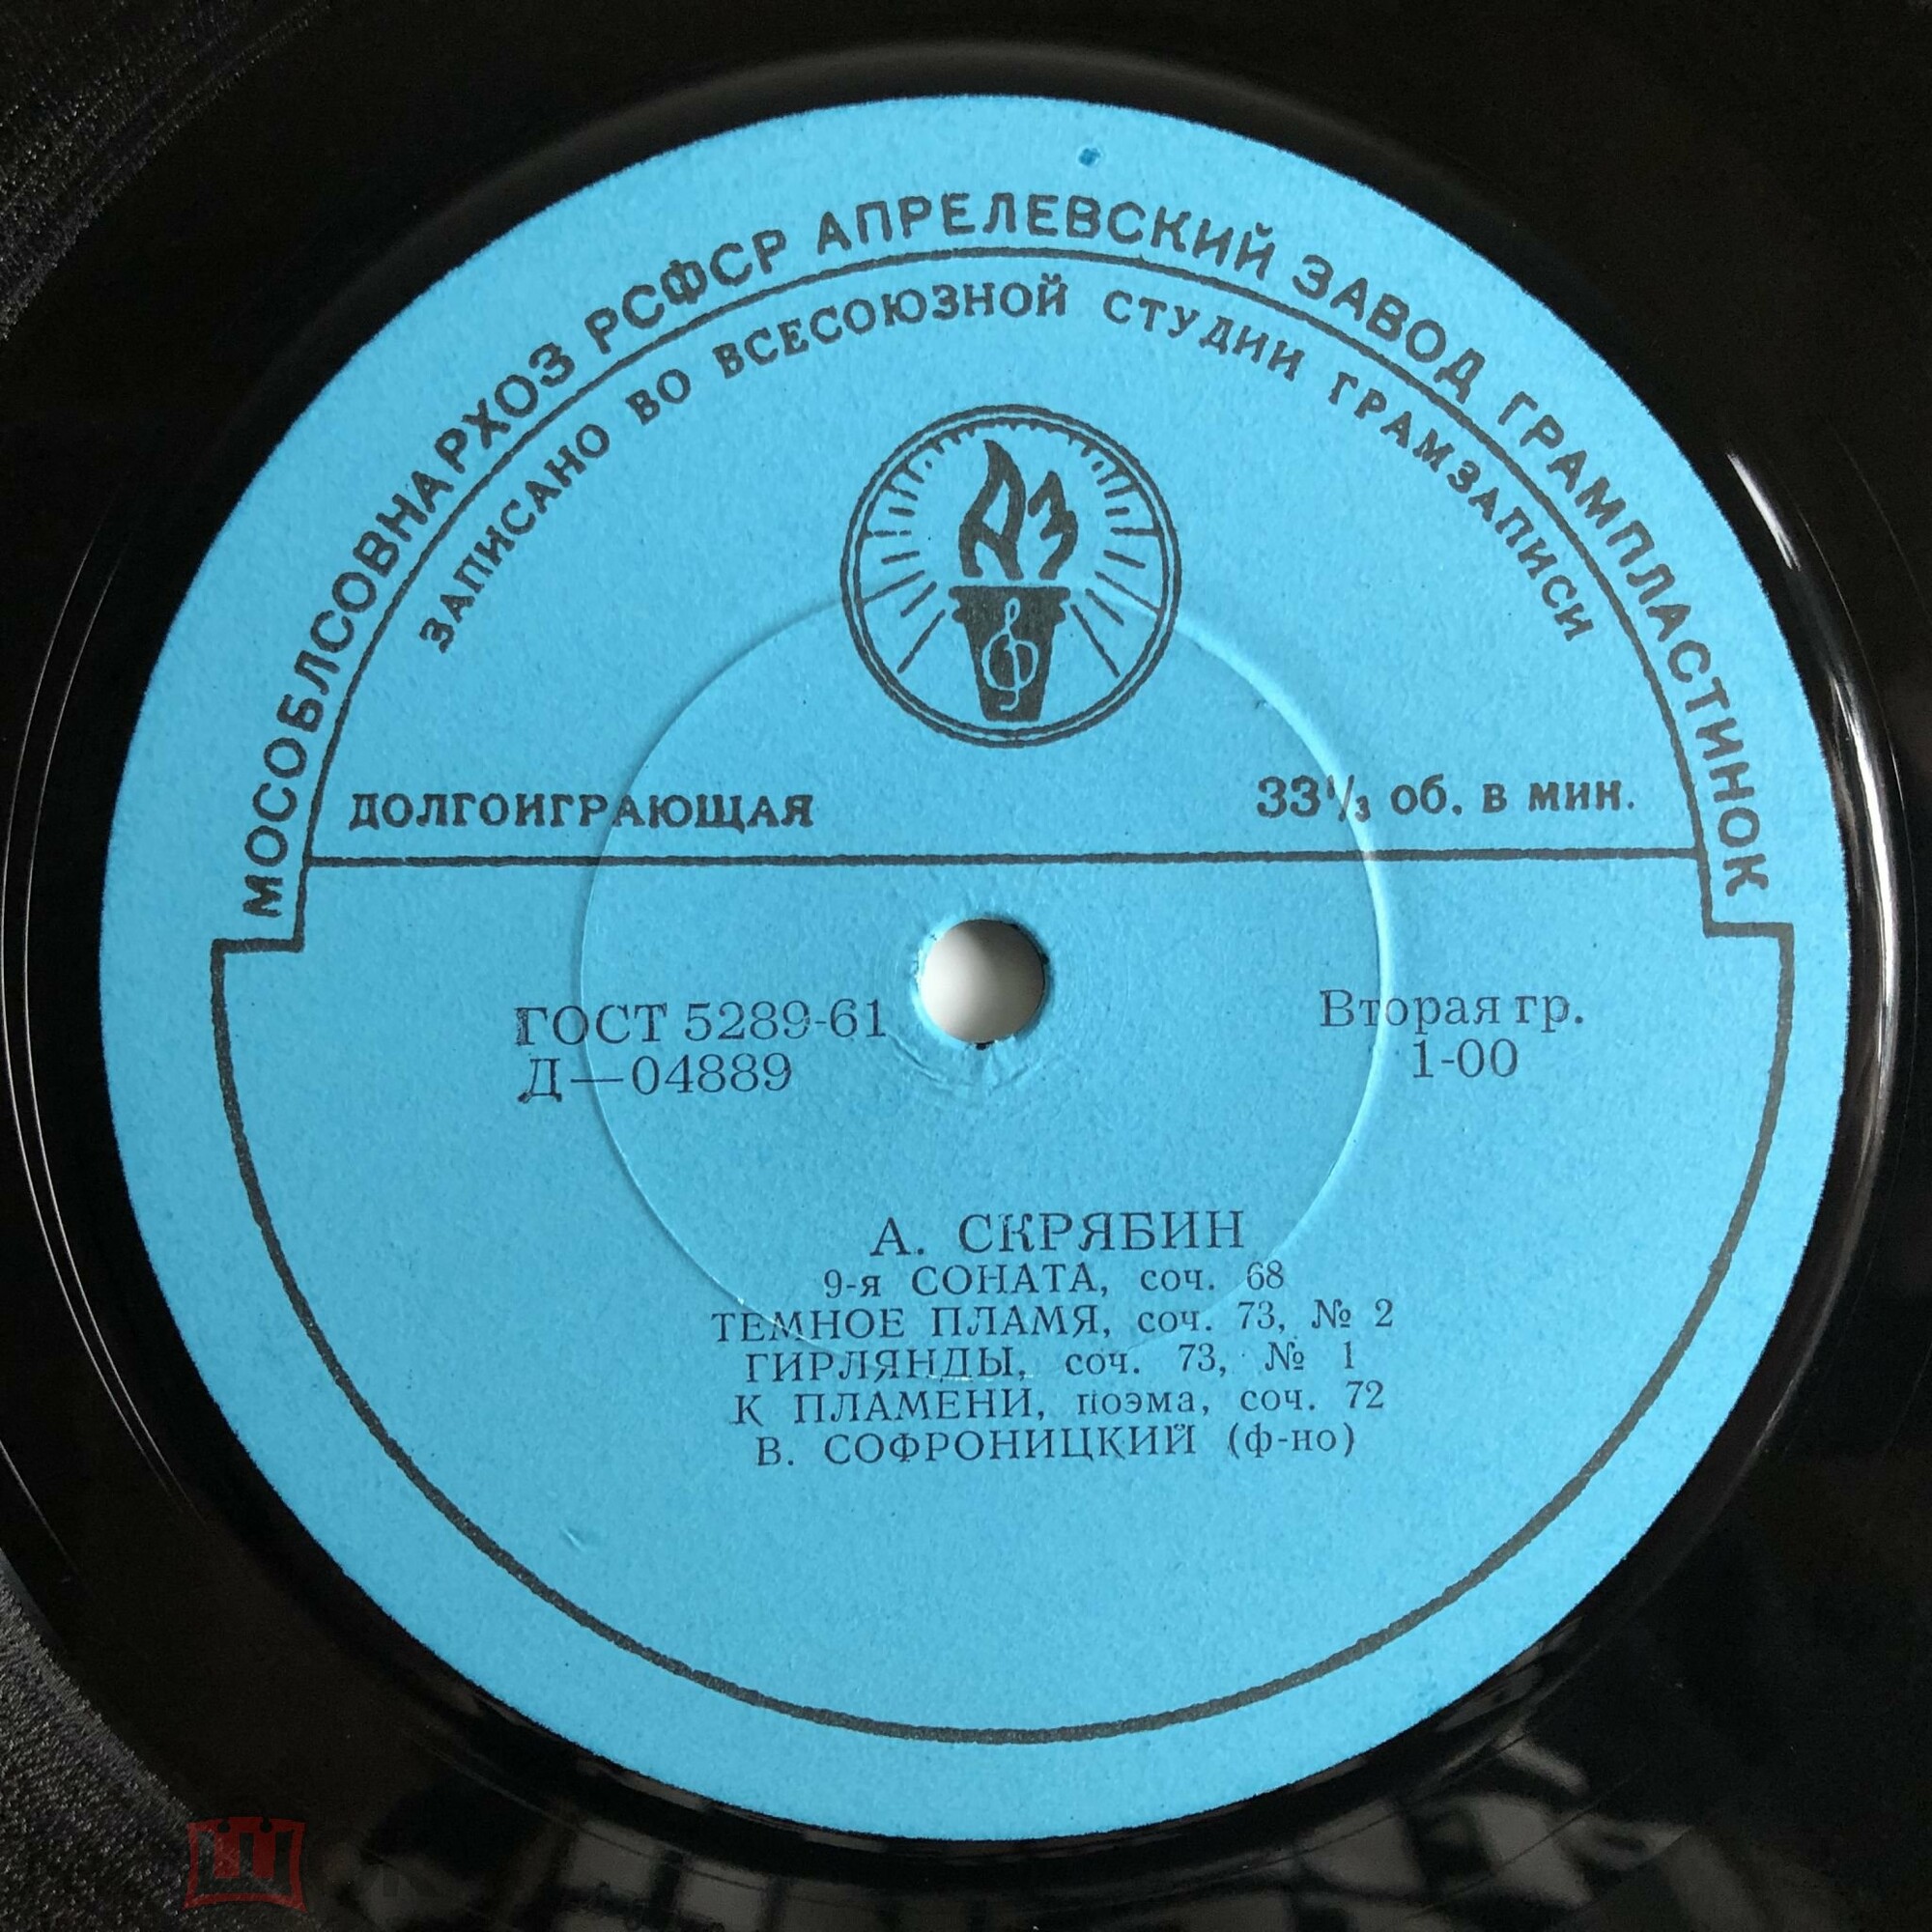 МОСОБЛСОВНАРХОЗ РСФСР АПРЕЛЕВСКИЙ ЗАВОД ГРАМПЛАСТИНОК
ЗАПИСАНО ВО ВСЕСОЮЗНОЙ СТУДИИ ГРАМЗАПИСИ
АЗ
ДОЛГОИГРАЮЩАЯ
33⅓ об. в мин.
ГОСТ 5289-61
Д—04889
Вторая гр.
1-00
А. СКРЯБИН
9-я СОНАТА, соч. 68
ТЕМНОЕ ПЛАМЯ, соч. 73, № 2
ГИРЛЯНДЫ, соч. 73, № 1
К ПЛАМЕНИ, поэма, соч. 72
В. СОФРОНИЦКИЙ (ф-но)